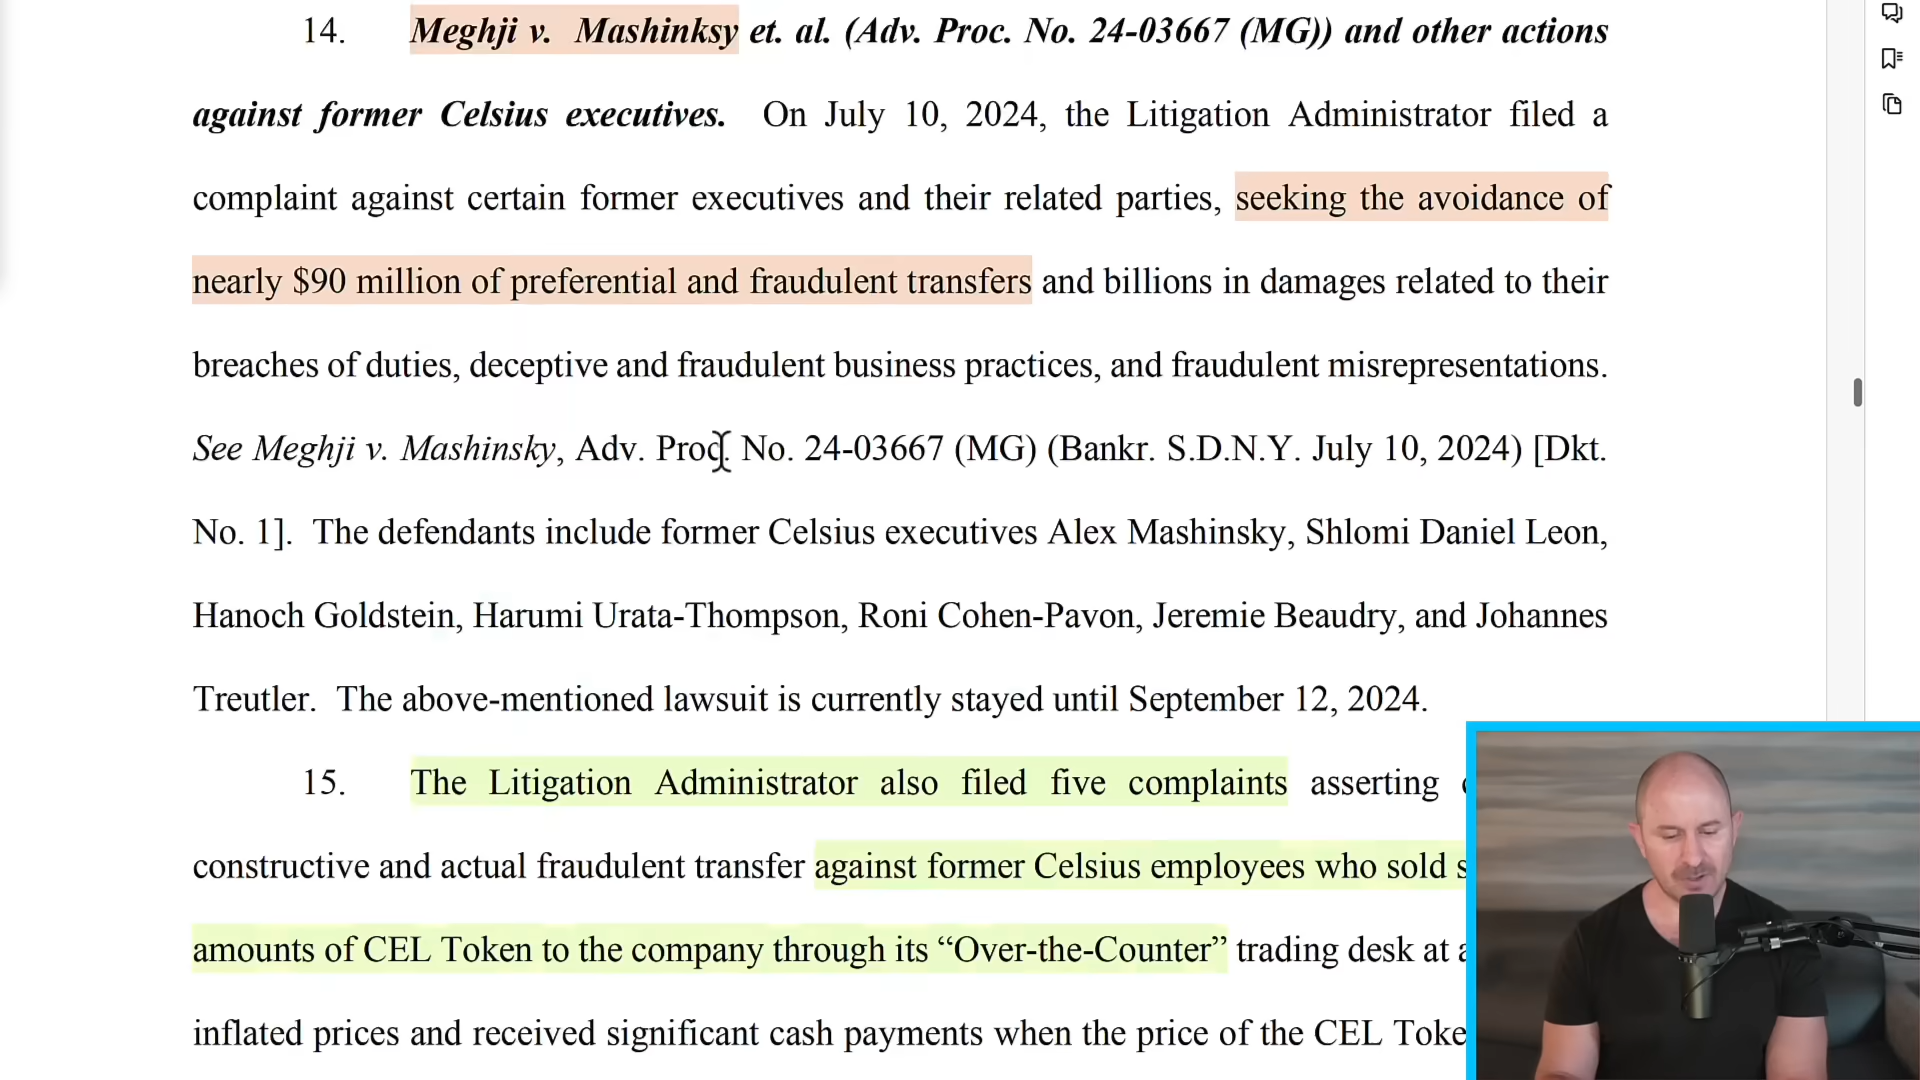 14. Meghji v. Mashinksy et. al. (Adv. Proc. No. 24-03667 (MG)) and other actions
against former Celsius executives. On July 10, 2024, the Litigation Administrator filed a
complaint against certain former executives and their related parties, seeking the avoidance of
nearly $90 million of preferential and fraudulent transfers and billions in damages related to their
breaches of duties, deceptive and fraudulent business practices, and fraudulent misrepresentations.
See Meghji v. Mashinsky, Adv. Proc. No. 24-03667 (MG) (Bankr. S.D.N.Y. July 10, 2024) [Dkt.
No. 1]. The defendants include former Celsius executives Alex Mashinsky, Shlomi Daniel Leon,
Hanoch Goldstein, Harumi Urata-Thompson, Roni Cohen-Pavon, Jeremie Beaudry, and Johannes
Treutler. The above-mentioned lawsuit is currently stayed until September 12, 2024.
15. The Litigation Administrator also filed five complaints asserting
constructive and actual fraudulent transfer against former Celsius employees who sold
amounts of CEL Token to the company through its “Over-the-Counter” trading desk at
inflated prices and received significant cash payments when the price of the CEL